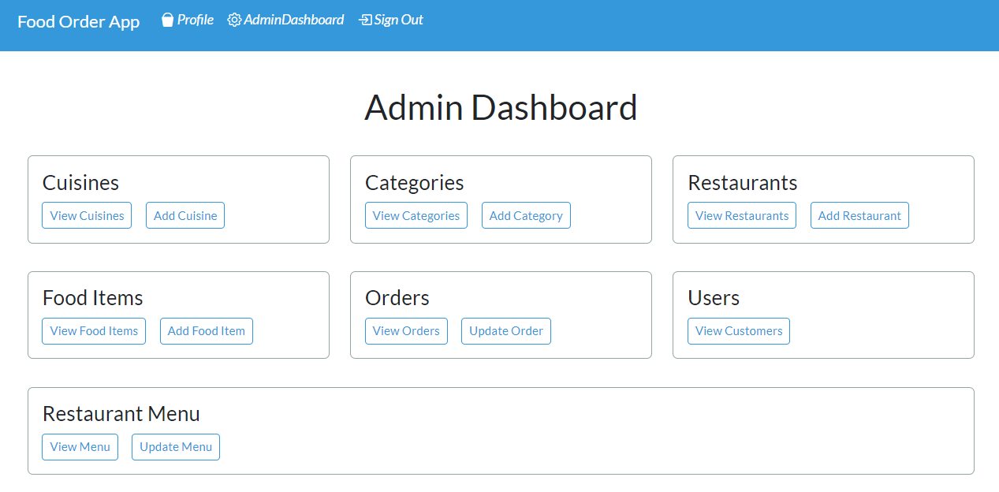 Food Order App Profile AdminDashboard Sign Out
Admin Dashboard
Cuisines
View Cuisines Add Cuisine
Categories
View Categories Add Category
Restaurants
View Restaurants Add Restaurant
Food Items
View Food Items Add Food Item
Orders
View Orders Update Order
Users
View Customers
Restaurant Menu
View Menu Update Menu